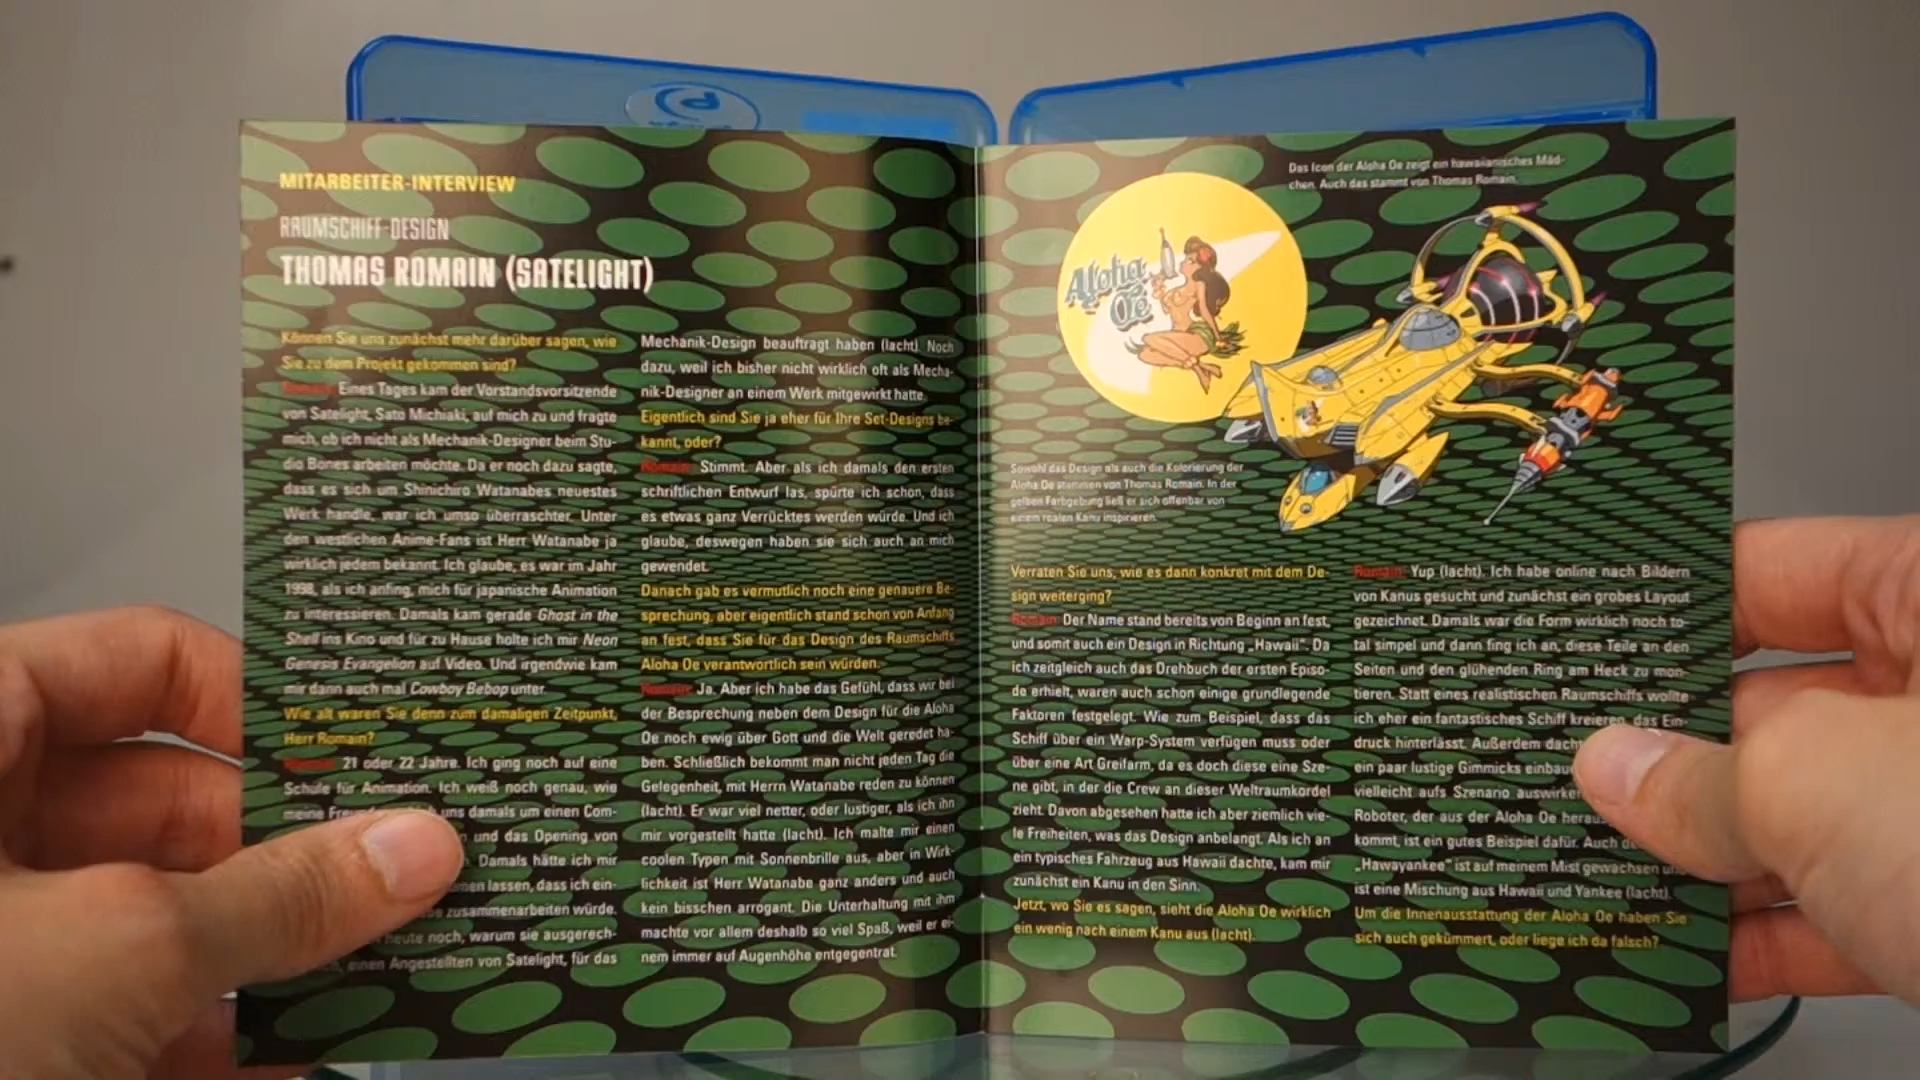 MITARBEITER-INTERVIEW
RAUMSCHIFF-DESIGN
THOMAS ROMAIN (SATELIGHT)
Können Sie uns zunächst mehr darüber sagen, wie
Sie zu dem Projekt gekommen sind?
Romain: Eines Tages kam der Vorstandsvorsitzende
von Satelight, Sato Michiaki, auf mich zu und fragte
mich, ob ich nicht als Mechanik-Designer beim Stu-
dio Bones arbeiten möchte. Da er noch dazu sagte,
dass es sich um Shinichiro Watanabes neuestes
Werk handle, war ich umso überraschter. Unter
den westlichen Anime-Fans ist Herr Watanabe ja
wirklich jedem bekannt. Ich glaube, es war im Jahr
1998, als ich anfing, mich für japanische Animation
zu interessieren. Damals kam gerade Ghost in the
Shell ins Kino und für zu Hause holte ich mir Neon
Genesis Evangelion auf Video. Und irgendwie kam
mir dann auch mal Cowboy Bebop unter.
Wie alt waren Sie denn zum damaligen Zeitpunkt,
Herr Romain?
Romain: 21 oder 22 Jahre. Ich ging noch auf eine
Schule für Animation. Ich weiß noch genau, wie
meine uns damals um einen Com-
und das Opening von
Damals hätte ich mir
lassen, dass ich ein-
zusammenarbeiten würde.
heute noch, warum sie ausgerech-
einen Angestellten von Satelight, für das
Mechanik-Design beauftragt haben (lacht). Noch
dazu, weil ich bisher nicht wirklich oft als Mecha-
nik-Designer an einem Werk mitgewirkt hatte.
Eigentlich sind Sie ja eher für Ihre Set-Designs be-
kannt, oder?
Romain: Stimmt. Aber als ich damals den ersten
schriftlichen Entwurf las, spürte ich schon, dass
es etwas ganz Verrücktes werden würde. Und ich
glaube, deswegen haben sie sich auch an mich
gewendet.
Danach gab es vermutlich noch eine genauere Be-
sprechung, aber eigentlich stand schon von Anfang
an fest, dass Sie für das Design des Raumschiffs
Aloha Oe verantwortlich sein würden.
Romain: Ja. Aber ich habe das Gefühl, dass wir bei
der Besprechung neben dem Design für die Aloha
Oe noch ewig über Gott und die Welt geredet ha-
ben. Schließlich bekommt man nicht jeden Tag die
Gelegenheit, mit Herrn Watanabe reden zu können
(lacht). Er war viel netter, oder lustiger, als ich ihn
mir vorgestellt hatte (lacht). Ich malte mir einen
coolen Typen mit Sonnenbrille aus, aber in Wirk-
lichkeit ist Herr Watanabe ganz anders und auch
kein bisschen arrogant. Die Unterhaltung mit ihm
machte vor allem deshalb so viel Spaß, weil er ei-
nem immer auf Augenhöhe entgegentrat.
Das Icon der Aloha Oe zeigt ein hawaiianisches Mäd-
chen. Auch das stammt von Thomas Romain.
Aloha
Oe
Sowohl das Design als auch die Kolorierung der
Aloha Oe stammen von Thomas Romain. In der
gelben Farbgebung ließ er sich offenbar von
einem realen Kanu inspirieren.
Verraten Sie uns, wie es dann konkret mit dem De-
sign weiterging?
Romain: Der Name stand bereits von Beginn an fest,
und somit auch ein Design in Richtung „Hawaii“. Da
ich zeitgleich auch das Drehbuch der ersten Episo-
de erhielt, waren auch schon einige grundlegende
Faktoren festgelegt. Wie zum Beispiel, dass das
Schiff über ein Warp-System verfügen muss oder
über eine Art Greifarm, da es doch diese eine Sze-
ne gibt, in der die Crew an dieser Weltraumkordel
zieht. Davon abgesehen hatte ich aber ziemlich vie-
le Freiheiten, was das Design anbelangt. Als ich an
ein typisches Fahrzeug aus Hawaii dachte, kam mir
zunächst ein Kanu in den Sinn.
Jetzt, wo Sie es sagen, sieht die Aloha Oe wirklich
ein wenig nach einem Kanu aus (lacht).
Romain: Yup (lacht). Ich habe online nach Bildern
von Kanus gesucht und zunächst ein grobes Layout
gezeichnet. Damals war die Form wirklich noch to-
tal simpel und dann fing ich an, diese Teile an den
Seiten und den glühenden Ring am Heck zu mon-
tieren. Statt eines realistischen Raumschiffs wollte
ich eher ein fantastisches Schiff kreieren, das Ein-
druck hinterlässt. Außerdem
ein paar lustige Gimmicks
vielleicht aufs Szenario
Roboter, der aus der Aloha Oe
kommt, ist ein gutes Beispiel dafür. Auch
„Hawayankee“ ist auf meinem Mist gewachsen
ist eine Mischung aus Hawaii und Yankee (lacht).
Um die Innenausstattung der Aloha Oe haben Sie
sich auch gekümmert, oder liege ich da falsch?